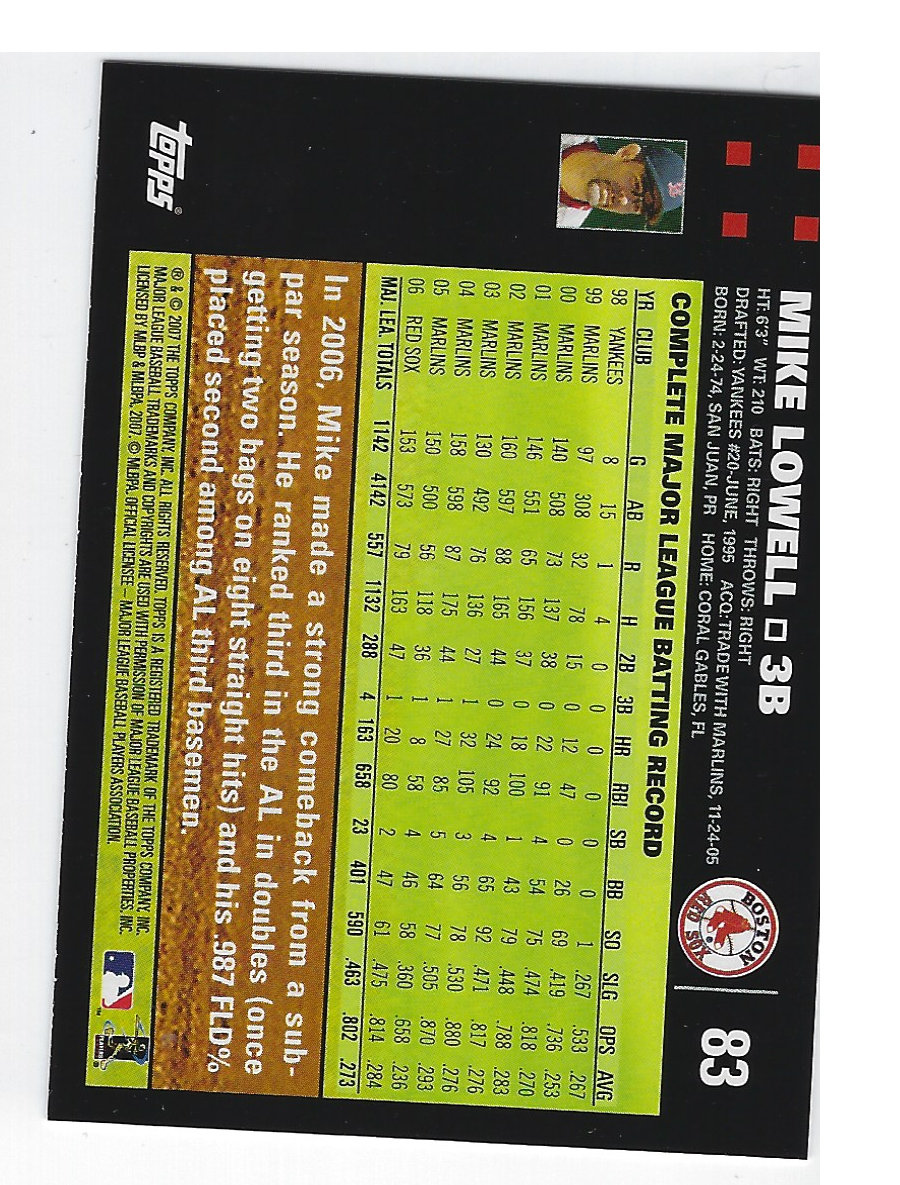 MIKE LOWELL □ 3B
83
HT: 6'3" WT: 210 BATS: RIGHT THROWS: RIGHT
DRAFTED: YANKEES #20-JUNE, 1995 ACQ: TRADE WITH MARLINS, 11-24-05
BORN: 2-24-74, SAN JUAN, PR HOME: CORAL GABLES, FL
BOSTON
RED SOX
COMPLETE MAJOR LEAGUE BATTING RECORD
YR CLUB G AB R H 2B 3B HR RBI SB BB SO SLG OPS AVG
98 YANKEES 8 15 1 4 0 0 0 0 0 0 1 .267 .533 .267
99 MARLINS 97 308 32 78 15 0 12 47 0 26 69 .419 .736 .253
00 MARLINS 140 508 73 137 38 0 22 91 4 54 75 .474 .818 .270
01 MARLINS 146 551 65 156 37 0 18 100 1 43 79 .448 .788 .283
02 MARLINS 160 597 88 165 44 0 24 92 4 65 92 .471 .817 .276
03 MARLINS 130 492 76 136 27 1 32 105 3 56 78 .530 .880 .276
04 MARLINS 158 598 87 175 44 1 27 85 5 64 77 .505 .870 .293
05 MARLINS 150 500 56 118 36 1 8 58 4 46 58 .360 .658 .236
06 RED SOX 153 573 79 163 47 1 20 80 2 47 61 .475 .814 .284
MAJ. LEA. TOTALS 1142 4142 557 1132 288 4 163 658 23 401 590 .463 .802 .273
In 2006, Mike made a strong comeback from a sub-
par season. He ranked third in the AL in doubles (once
getting two bags on eight straight hits) and his .987 FLD%
placed second among AL third basemen.
® & © 2007 THE TOPPS COMPANY, INC. ALL RIGHTS RESERVED. TOPPS IS A REGISTERED TRADEMARK OF THE TOPPS COMPANY, INC.
MAJOR LEAGUE BASEBALL TRADEMARKS AND COPYRIGHTS ARE USED WITH PERMISSION OF MAJOR LEAGUE BASEBALL PROPERTIES, INC.
LICENSED BY MLBP & MLBPA, 2007. © MLBPA. OFFICIAL LICENSEE – MAJOR LEAGUE BASEBALL PLAYERS ASSOCIATION.
topps®